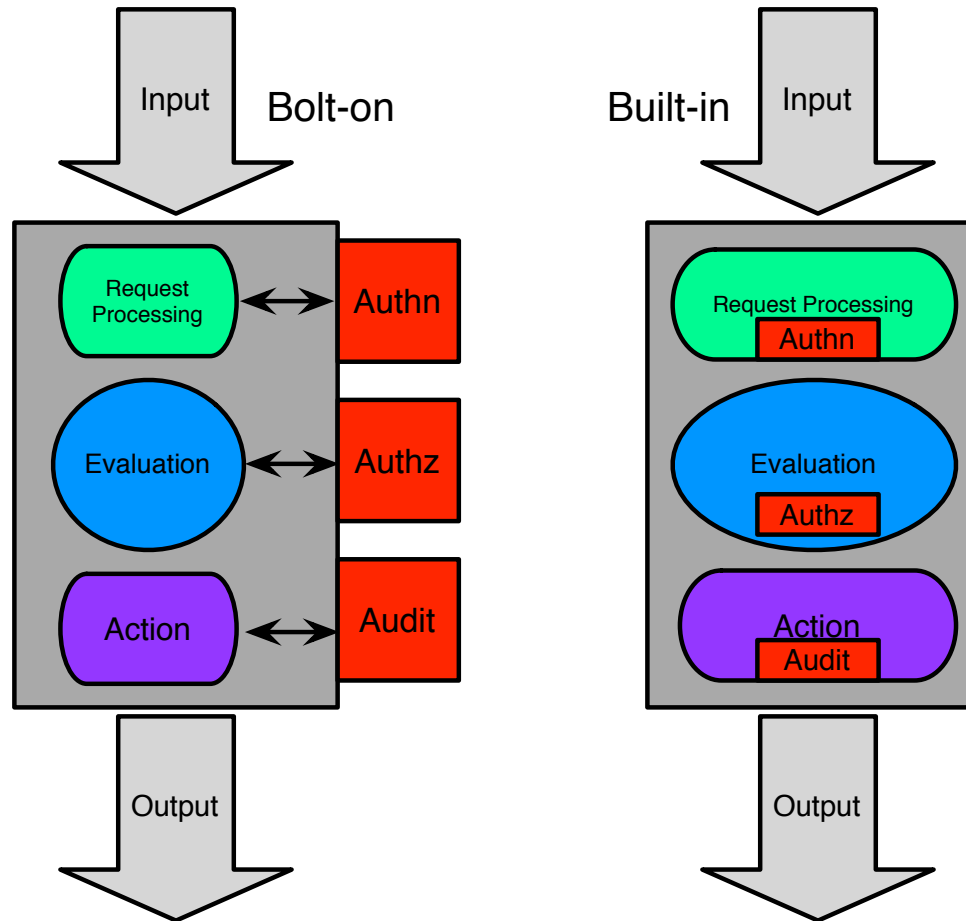 Input
Bolt-on
Request
Processing
Authn
Evaluation
Authz
Action
Audit
Output
Built-in
Input
Request Processing
Authn
Evaluation
Authz
Action
Audit
Output